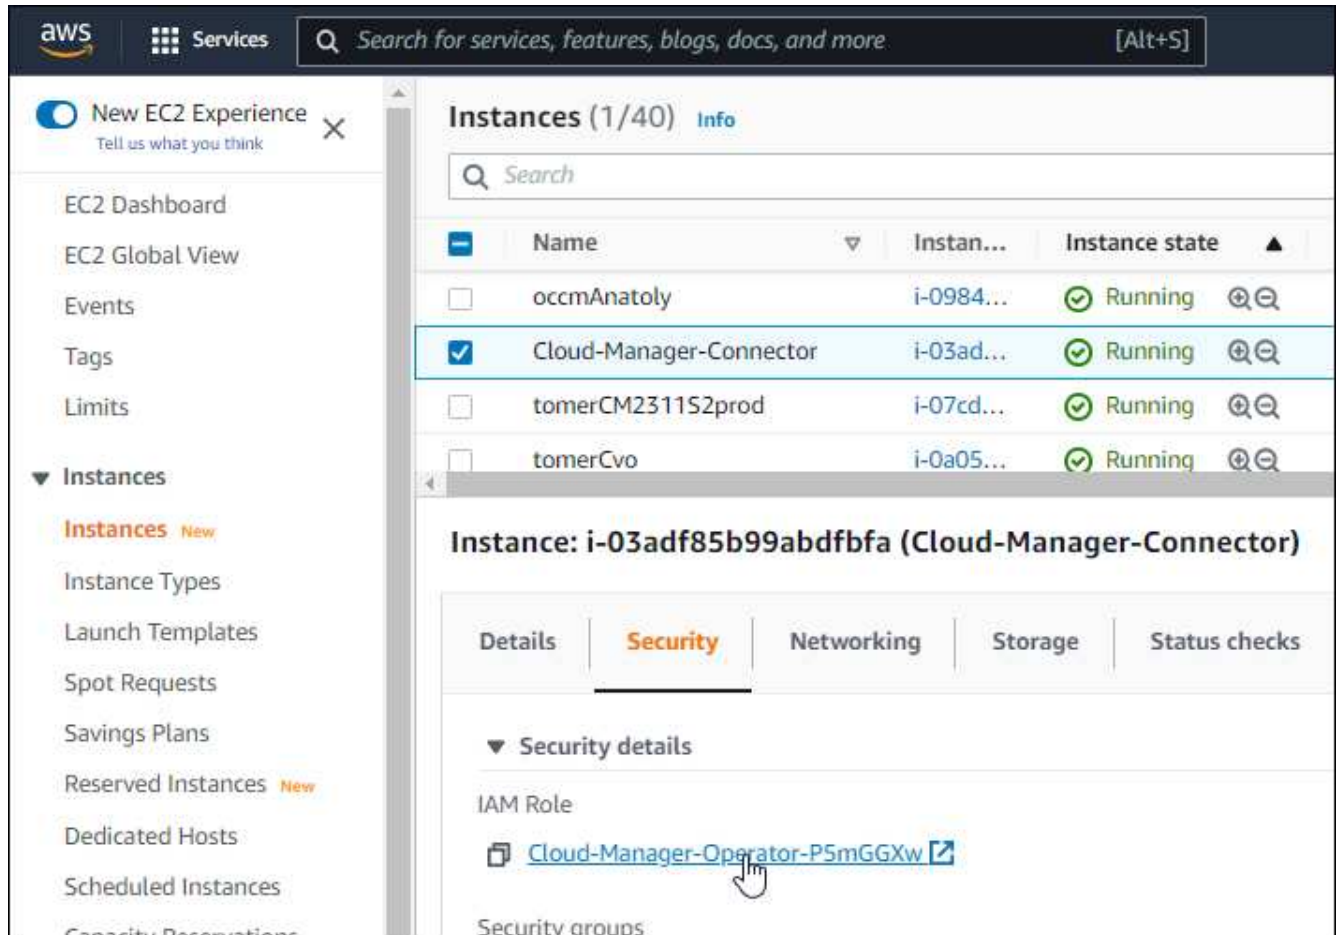 aws Services Search for services, features, blogs, docs, and more [Alt+S]
New EC2 Experience
Tell us what you think
EC2 Dashboard
EC2 Global View
Events
Tags
Limits
Instances
Instances New
Instance Types
Launch Templates
Spot Requests
Savings Plans
Reserved Instances New
Dedicated Hosts
Scheduled Instances
Capacity Reservations
Instances (1/40) Info
Search
Name Instan... Instance state
occmAnatoly i-0984... Running
Cloud-Manager-Connector i-03ad... Running
tomerCM2311S2prod i-07cd... Running
tomerCvo i-0a05... Running
Instance: i-03adf85b99abdfbfa (Cloud-Manager-Connector)
Details Security Networking Storage Status checks
Security details
IAM Role
Cloud-Manager-Operator-P5mGGXw
Security groups